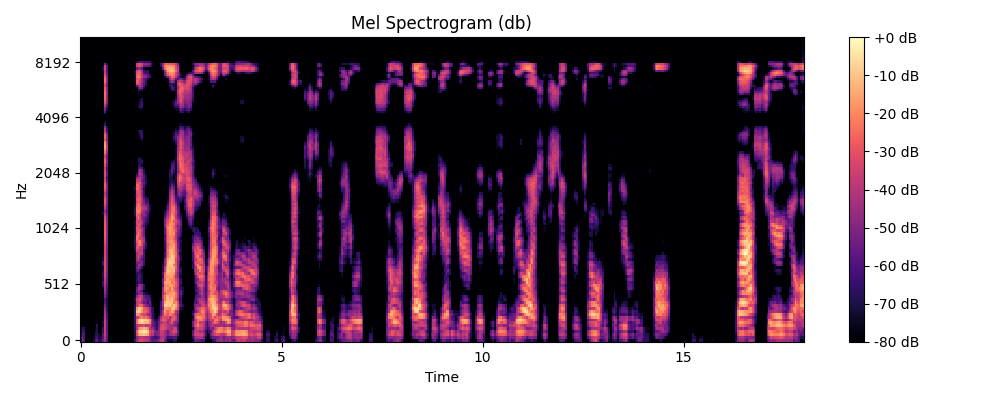 Mel Spectrogram (db)
Hz
8192
4096
2048
1024
512
0
0 5 10 15
Time
+0 dB
-10 dB
-20 dB
-30 dB
-40 dB
-50 dB
-60 dB
-70 dB
-80 dB